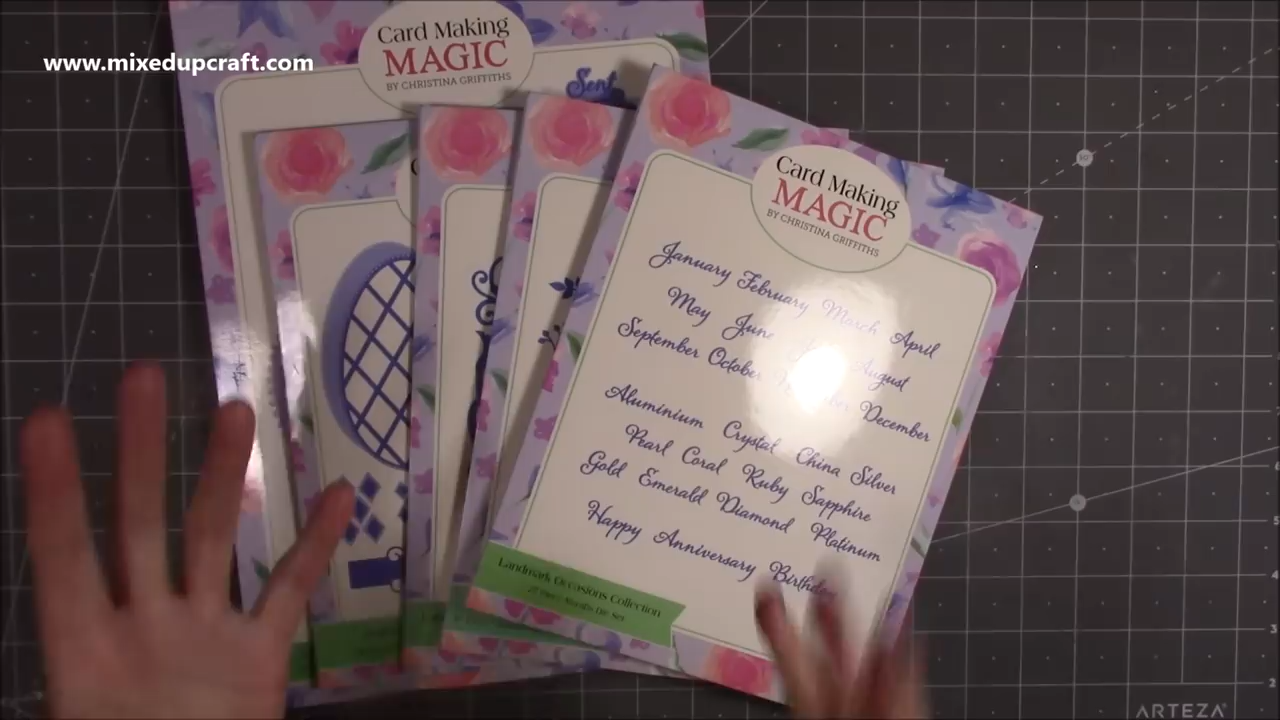 www.mixedupcraft.com
Card Making
MAGIC
BY CHRISTINA GRIFFITHS
Sent
Card Making
MAGIC
BY CHRISTINA GRIFFITHS
January February March April
May June August
September October December
Aluminium Crystal China Silver
Pearl Coral Ruby Sapphire
Gold Emerald Diamond Platinum
Happy Anniversary Birthday
Landmark Occasions Collection
ARTEZA